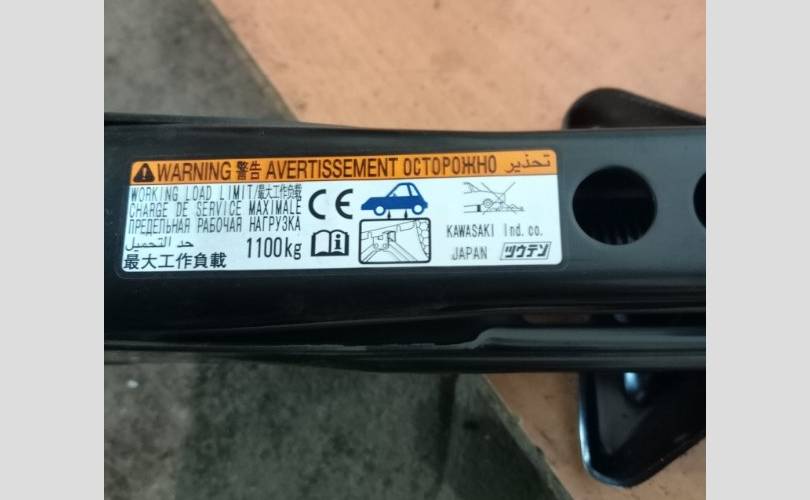 WARNING 警告 AVERTISSEMENT ОСТОРОЖНО تحذير
WORKING LOAD LIMIT/最大工作负载
CHARGE DE SERVICE MAXIMALE
ПРЕДЕЛЬНАЯ РАБОЧАЯ НАГРУЗКА
حد التحميل
1100kg
最大工作負載
CE
KAWASAKI Ind. co.
JAPAN ツウテン